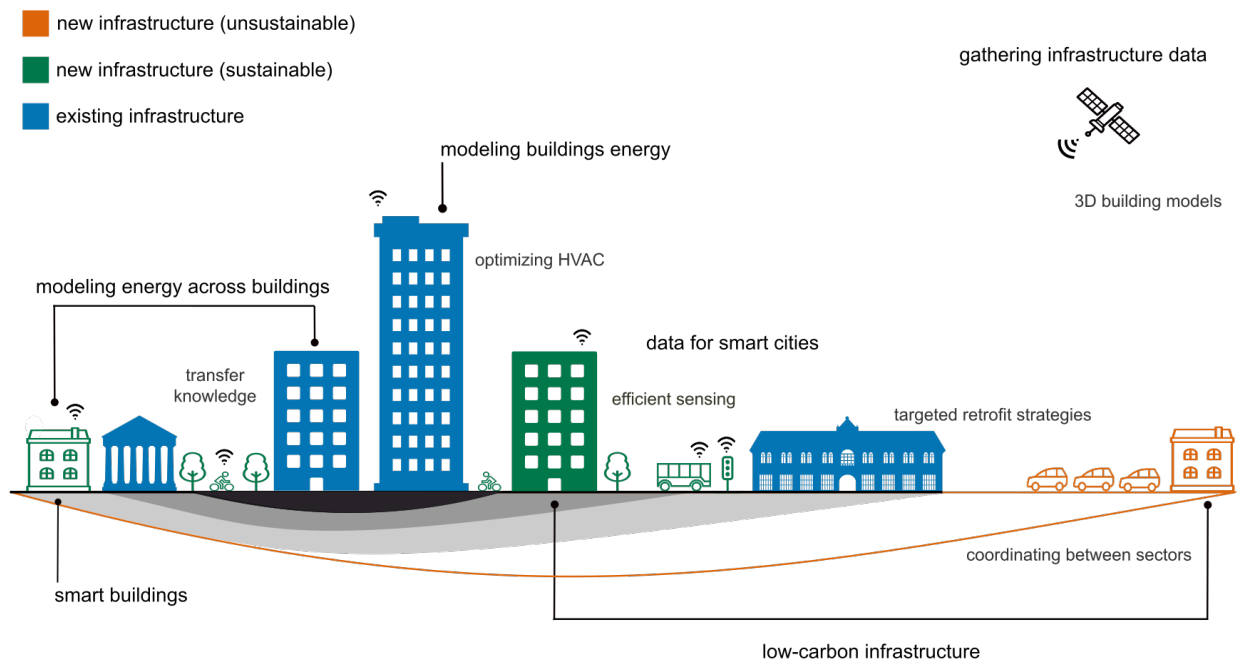 new infrastructure (unsustainable)
new infrastructure (sustainable)
existing infrastructure
gathering infrastructure data
3D building models
modeling buildings energy
optimizing HVAC
modeling energy across buildings
transfer
knowledge
data for smart cities
efficient sensing
targeted retrofit strategies
coordinating between sectors
smart buildings
low-carbon infrastructure